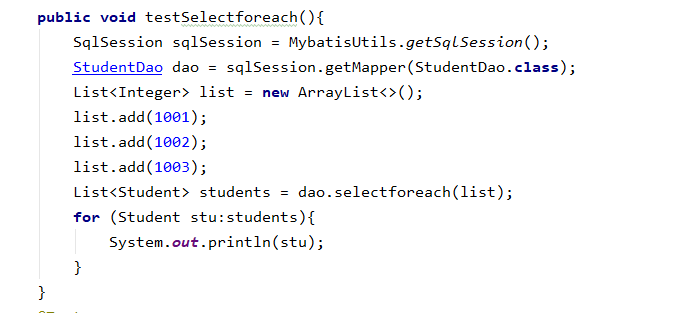 public void testSelectforeach(){
SqlSession sqlSession = MybatisUtils.getSqlSession();
StudentDao dao = sqlSession.getMapper(StudentDao.class);
List<Integer> list = new ArrayList<>();
list.add(1001);
list.add(1002);
list.add(1003);
List<Student> students = dao.selectforeach(list);
for (Student stu:students){
System.out.println(stu);
}
}